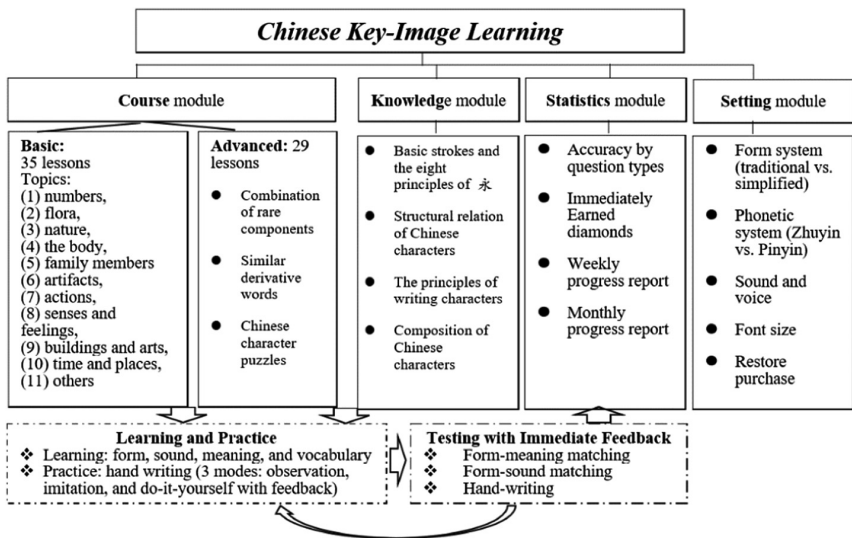 Chinese Key-Image Learning
Course module
Knowledge module
Statistics module
Setting module
Basic:
35 lessons
Topics:
(1) numbers,
(2) flora,
(3) nature,
(4) the body,
(5) family members
(6) artifacts,
(7) actions,
(8) senses and
feelings,
(9) buildings and arts,
(10) time and places,
(11) others
Advanced: 29
lessons
● Combination
of rare
components
● Similar
derivative
words
● Chinese
character
puzzles
● Basic strokes and
the eight
principles of 永
● Structural relation
of Chinese
characters
● The principles of
writing characters
● Composition of
Chinese
characters
● Accuracy by
question types
● Immediately
Earned
diamonds
● Weekly
progress report
● Monthly
progress report
● Form system
(traditional vs.
simplified)
● Phonetic
system (Zhuyin
vs. Pinyin)
● Sound and
voice
● Font size
● Restore
purchase
Learning and Practice
❖ Learning: form, sound, meaning, and vocabulary
❖ Practice: hand writing (3 modes: observation,
imitation, and do-it-yourself with feedback)
Testing with Immediate Feedback
❖ Form-meaning matching
❖ Form-sound matching
❖ Hand-writing